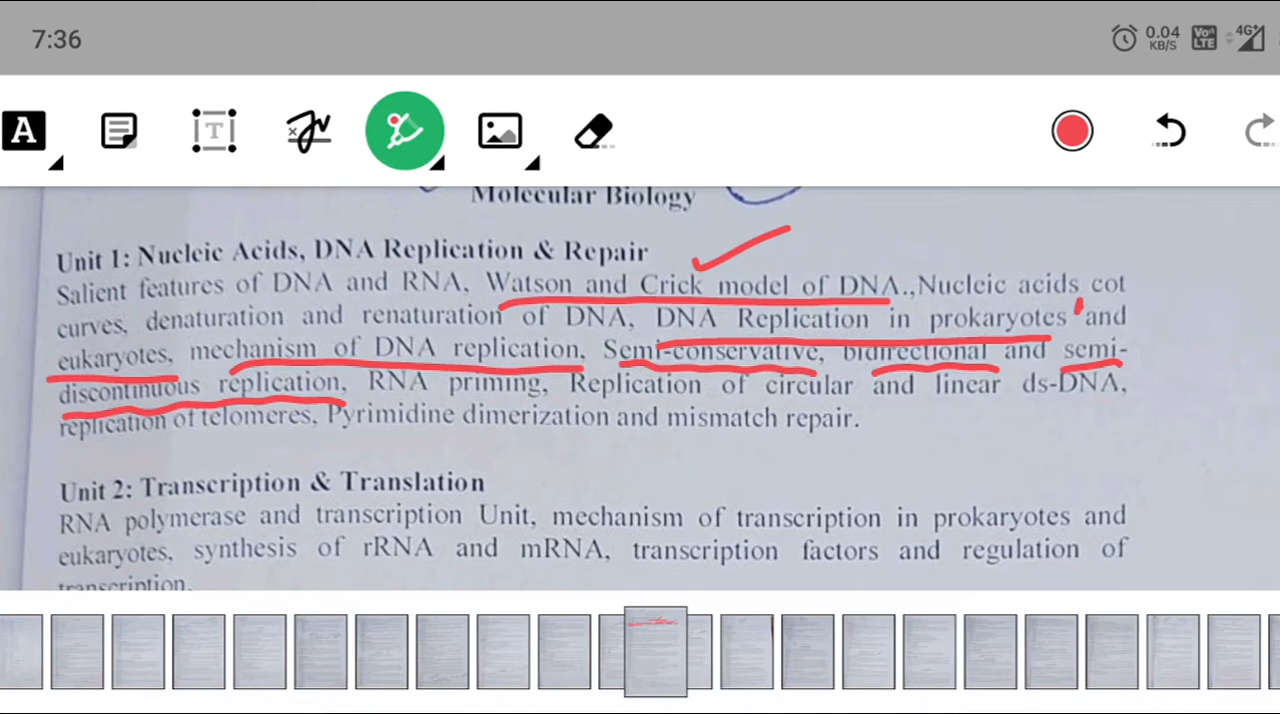 7:36
0.04
KB/S
Vo
LTE
4G+
A
T
Molecular Biology
Unit 1: Nucleic Acids, DNA Replication & Repair
Salient features of DNA and RNA, Watson and Crick model of DNA.,Nucleic acids cot
curves, denaturation and renaturation of DNA, DNA Replication in prokaryotes and
eukaryotes, mechanism of DNA replication, Semi-conservative, bidirectional and semi-
discontinuous replication, RNA priming, Replication of circular and linear ds-DNA,
replication of telomeres, Pyrimidine dimerization and mismatch repair.
Unit 2: Transcription & Translation
RNA polymerase and transcription Unit, mechanism of transcription in prokaryotes and
eukaryotes, synthesis of rRNA and mRNA, transcription factors and regulation of
transcription.